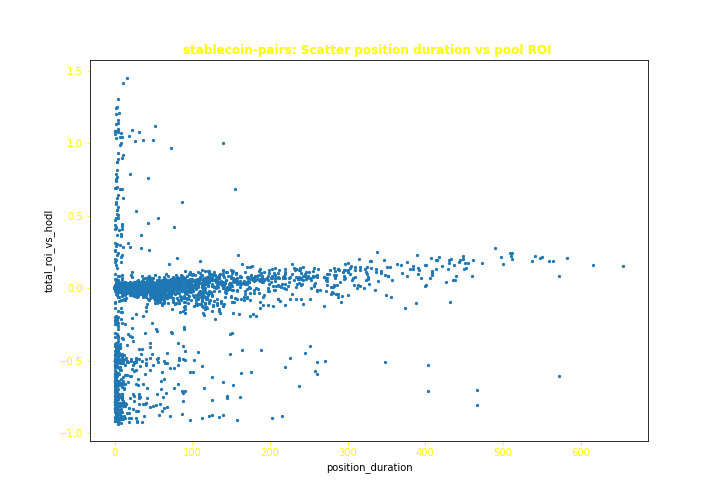 stablecoin-pairs: Scatter position duration vs pool ROI
1.5
1.0
0.5
0.0
−0.5
−1.0
total_roi_vs_hodl
0 100 200 300 400 500 600
position_duration